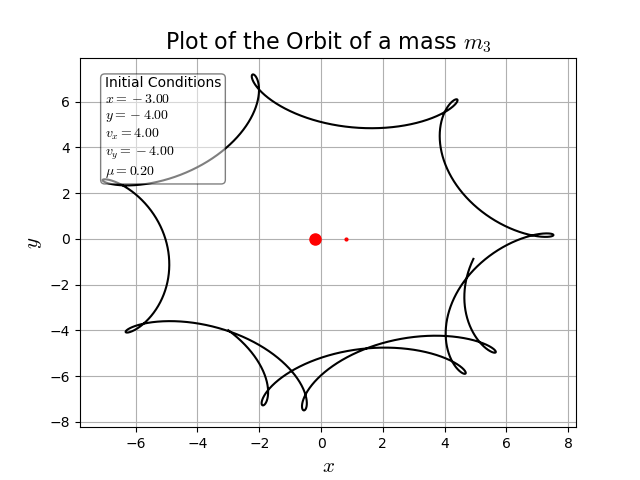 Plot of the Orbit of a mass m₃
Initial Conditions
x = −3.00
y = −4.00
vₓ = 4.00
v_y = −4.00
μ = 0.20
y
6
4
2
0
−2
−4
−6
−8
−6 −4 −2 0 2 4 6 8
x